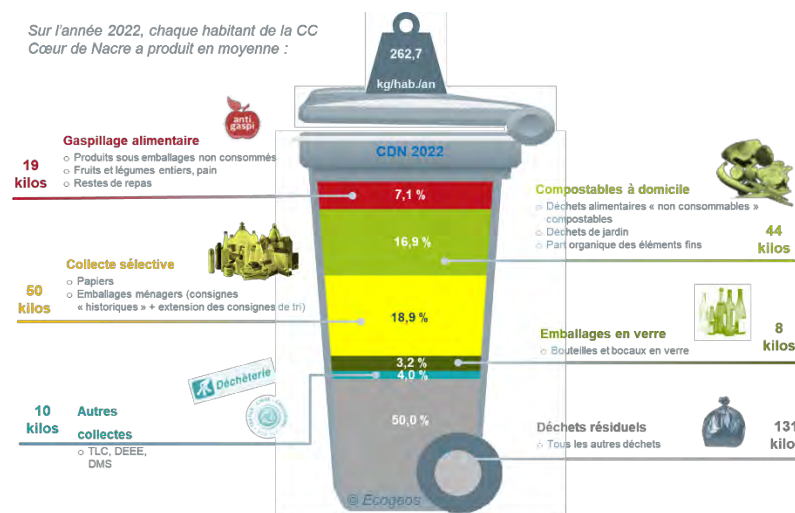 Sur l'année 2022, chaque habitant de la CC
Cœur de Nacre a produit en moyenne :
262,7
kg/hab./an
CDN 2022
anti
gaspi
Gaspillage alimentaire
19
kilos
○ Produits sous emballages non consommés
○ Fruits et légumes entiers, pain
○ Restes de repas
7,1 %
Compostables à domicile
○ Déchets alimentaires « non consommables »
compostables
○ Déchets de jardin
○ Part organique des éléments fins
44
kilos
16,9 %
Collecte sélective
50
kilos
○ Papiers
○ Emballages ménagers (consignes
« historiques » + extension des consignes de tri)
18,9 %
Emballages en verre
○ Bouteilles et bocaux en verre
8
kilos
3,2 %
4,0 %
Déchèterie
10
kilos
Autres
collectes
○ TLC, DEEE,
DMS
50,0 %
Déchets résiduels
○ Tous les autres déchets
131
kilo
© Ecogeos